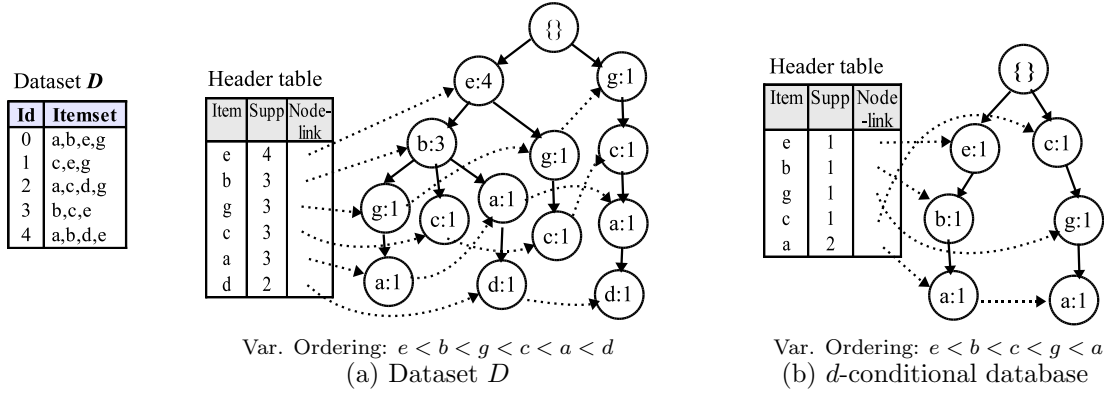 Dataset D
Id Itemset
0 a,b,e,g
1 c,e,g
2 a,c,d,g
3 b,c,e
4 a,b,d,e
Header table
Item Supp Node-
link
e 4
b 3
g 3
c 3
a 3
d 2
{}
e:4 g:1
b:3 g:1 c:1
g:1 c:1 a:1 c:1 a:1
a:1 d:1 d:1
Var. Ordering: e < b < g < c < a < d
(a) Dataset D
Header table
Item Supp Node
-link
e 1
b 1
g 1
c 1
a 2
{}
e:1 c:1
b:1 g:1
a:1 a:1
Var. Ordering: e < b < c < g < a
(b) d-conditional database